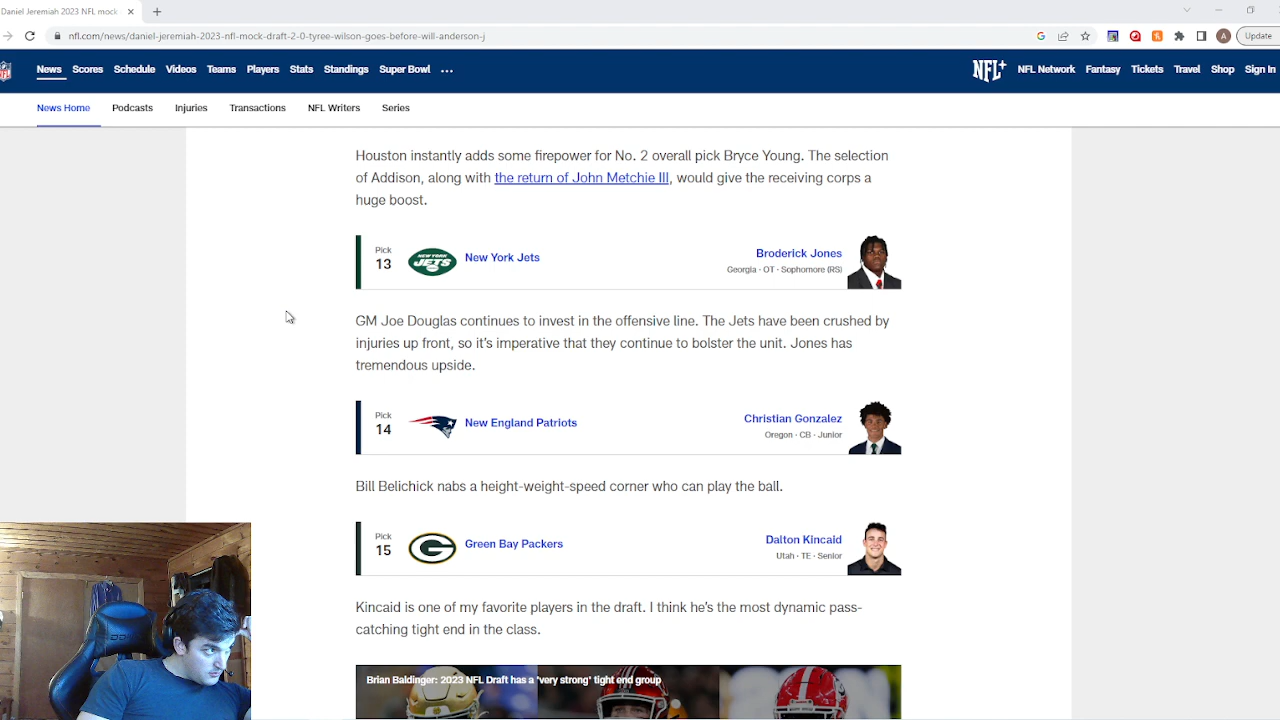 Daniel Jeremiah 2023 NFL mock
nfl.com/news/daniel-jeremiah-2023-nfl-mock-draft-2-0-tyree-wilson-goes-before-will-anderson-j
A
Update
News Scores Schedule Videos Teams Players Stats Standings Super Bowl ...
NFL+ NFL Network Fantasy Tickets Travel Shop Sign In
News Home Podcasts Injuries Transactions NFL Writers Series
Houston instantly adds some firepower for No. 2 overall pick Bryce Young. The selection
of Addison, along with the return of John Metchie III, would give the receiving corps a
huge boost.
Pick
13
NEW YORK
JETS
New York Jets
Broderick Jones
Georgia · OT · Sophomore (RS)
GM Joe Douglas continues to invest in the offensive line. The Jets have been crushed by
injuries up front, so it's imperative that they continue to bolster the unit. Jones has
tremendous upside.
Pick
14
New England Patriots
Christian Gonzalez
Oregon · CB · Junior
Bill Belichick nabs a height-weight-speed corner who can play the ball.
Pick
15
G
Green Bay Packers
Dalton Kincaid
Utah · TE · Senior
Kincaid is one of my favorite players in the draft. I think he's the most dynamic pass-
catching tight end in the class.
Brian Baldinger: 2023 NFL Draft has a 'very strong' tight end group